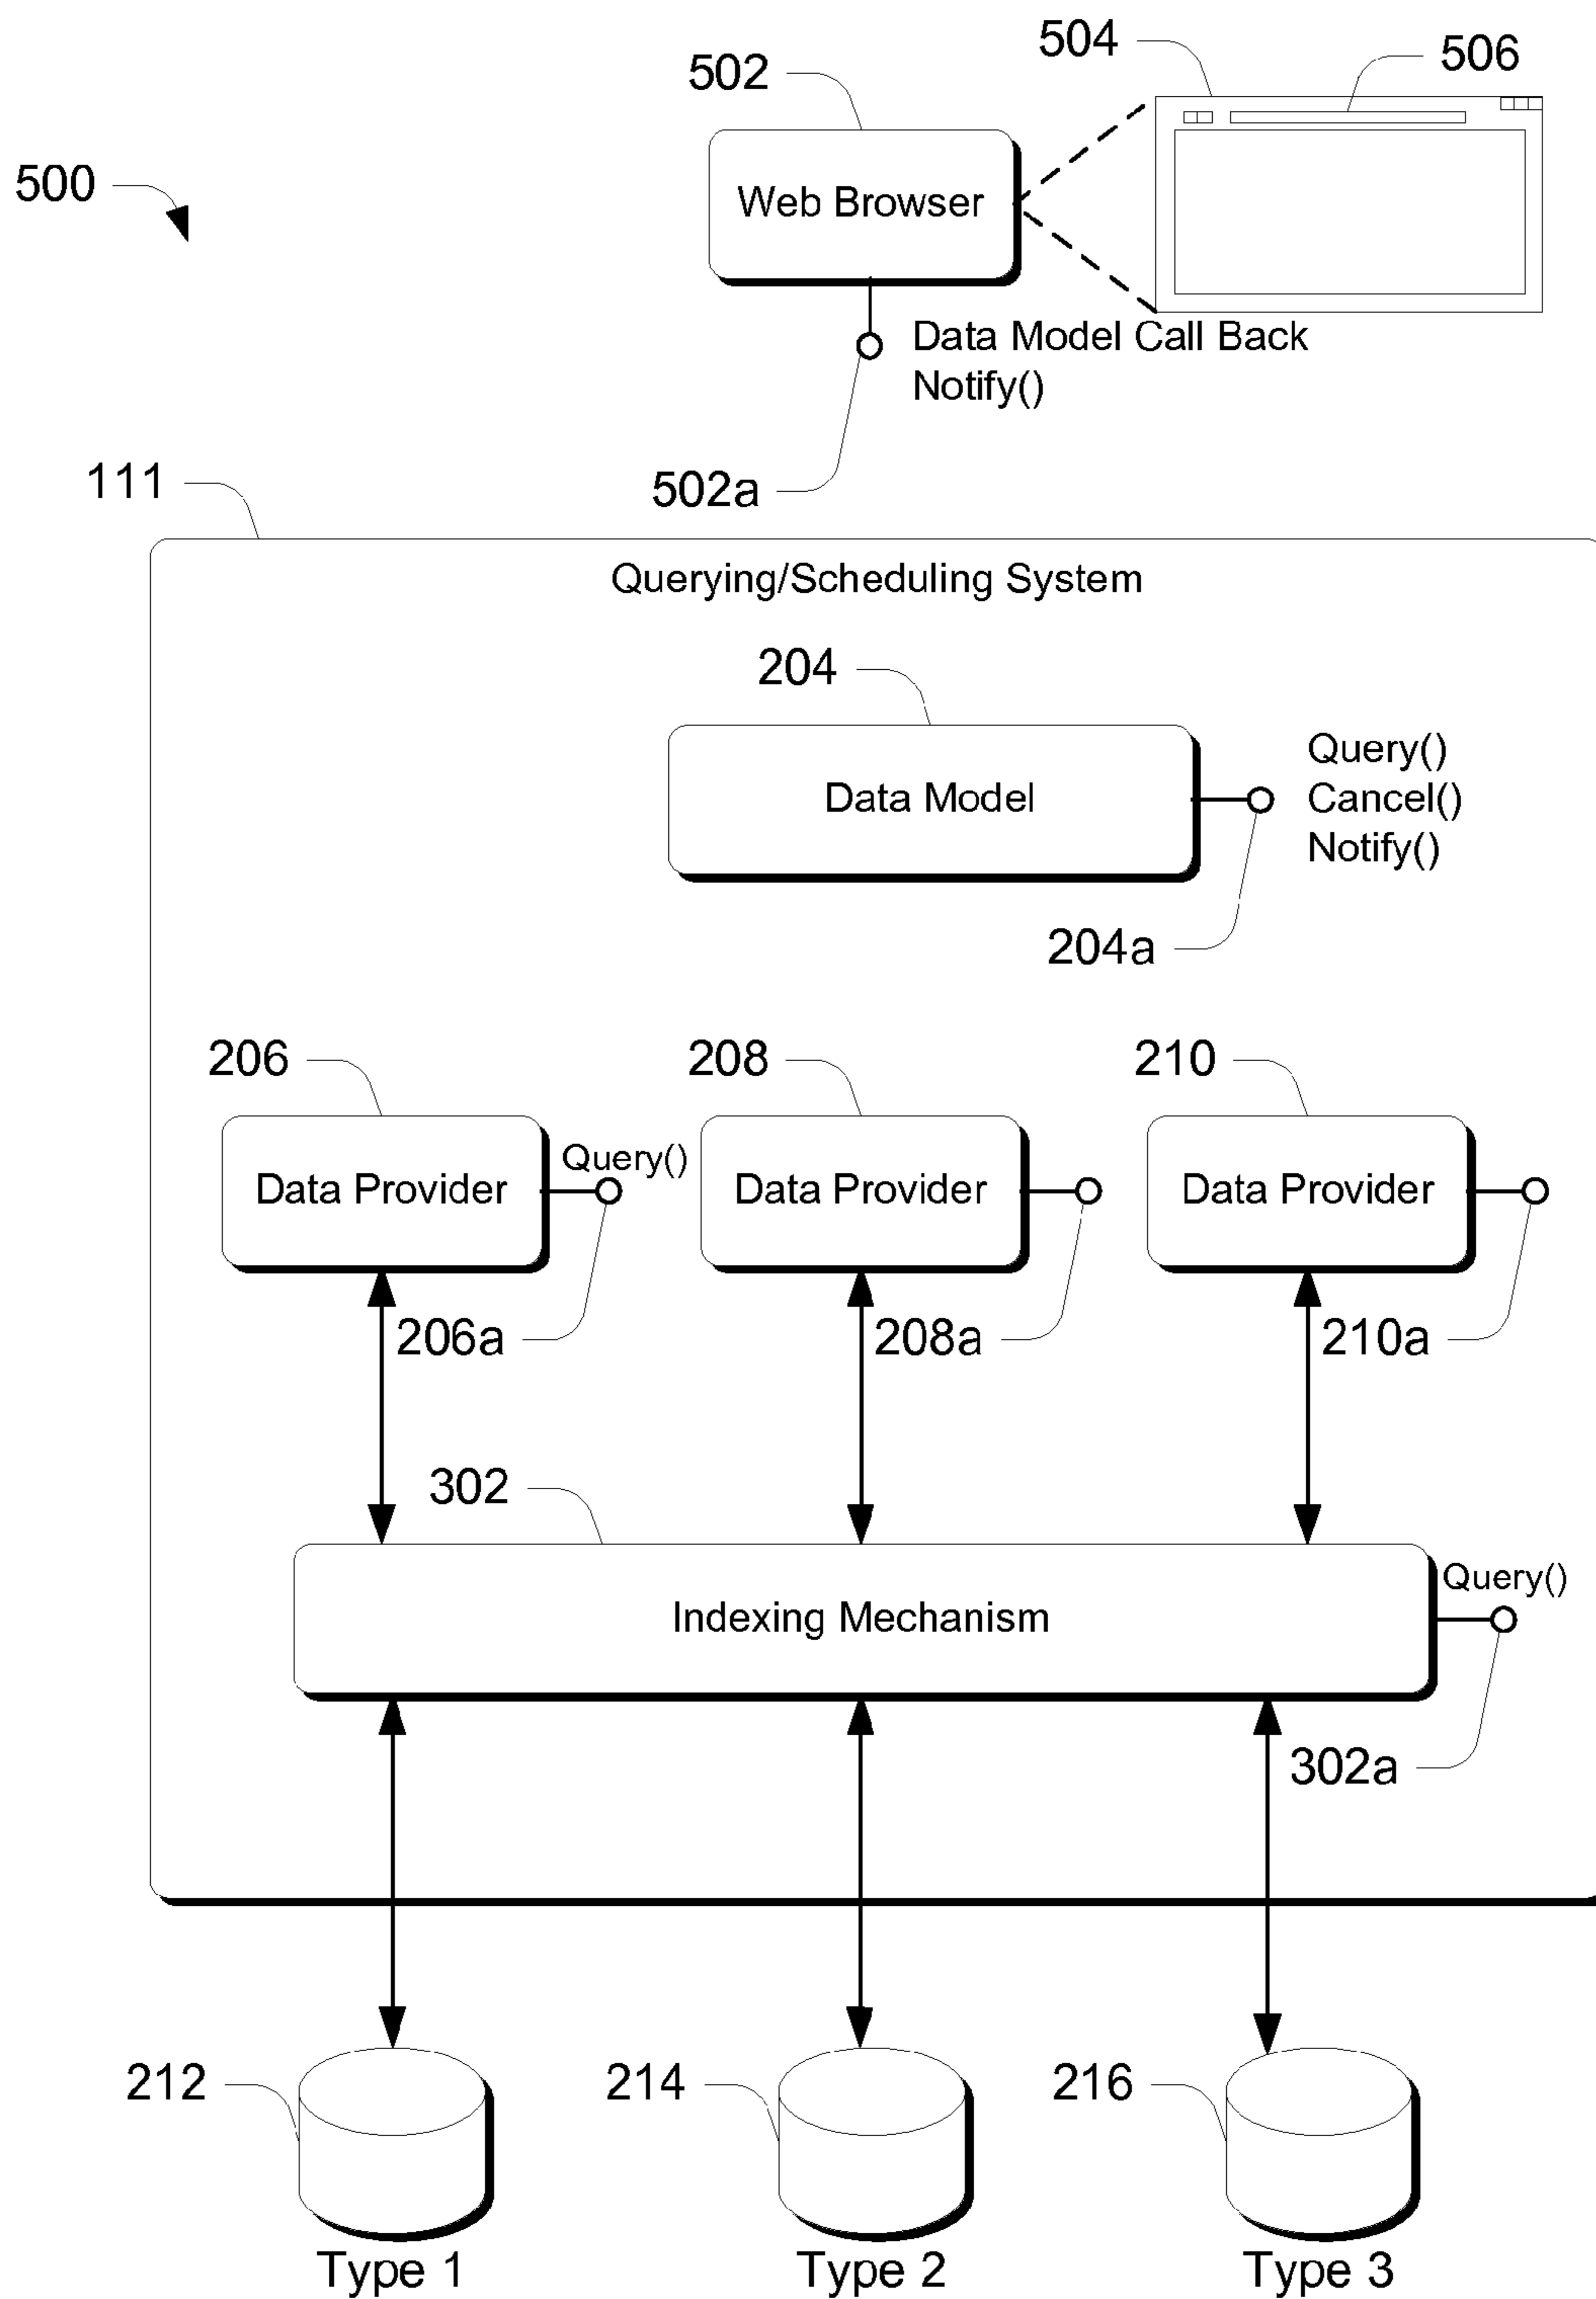 504
506
502
500
Web Browser
Data Model Call Back
Notify()
502a
111
Querying/Scheduling System
204
Data Model
Query()
Cancel()
Notify()
204a
206
208
210
Data Provider
Query()
Data Provider
Data Provider
206a
208a
210a
302
Indexing Mechanism
Query()
302a
212
214
216
Type 1
Type 2
Type 3